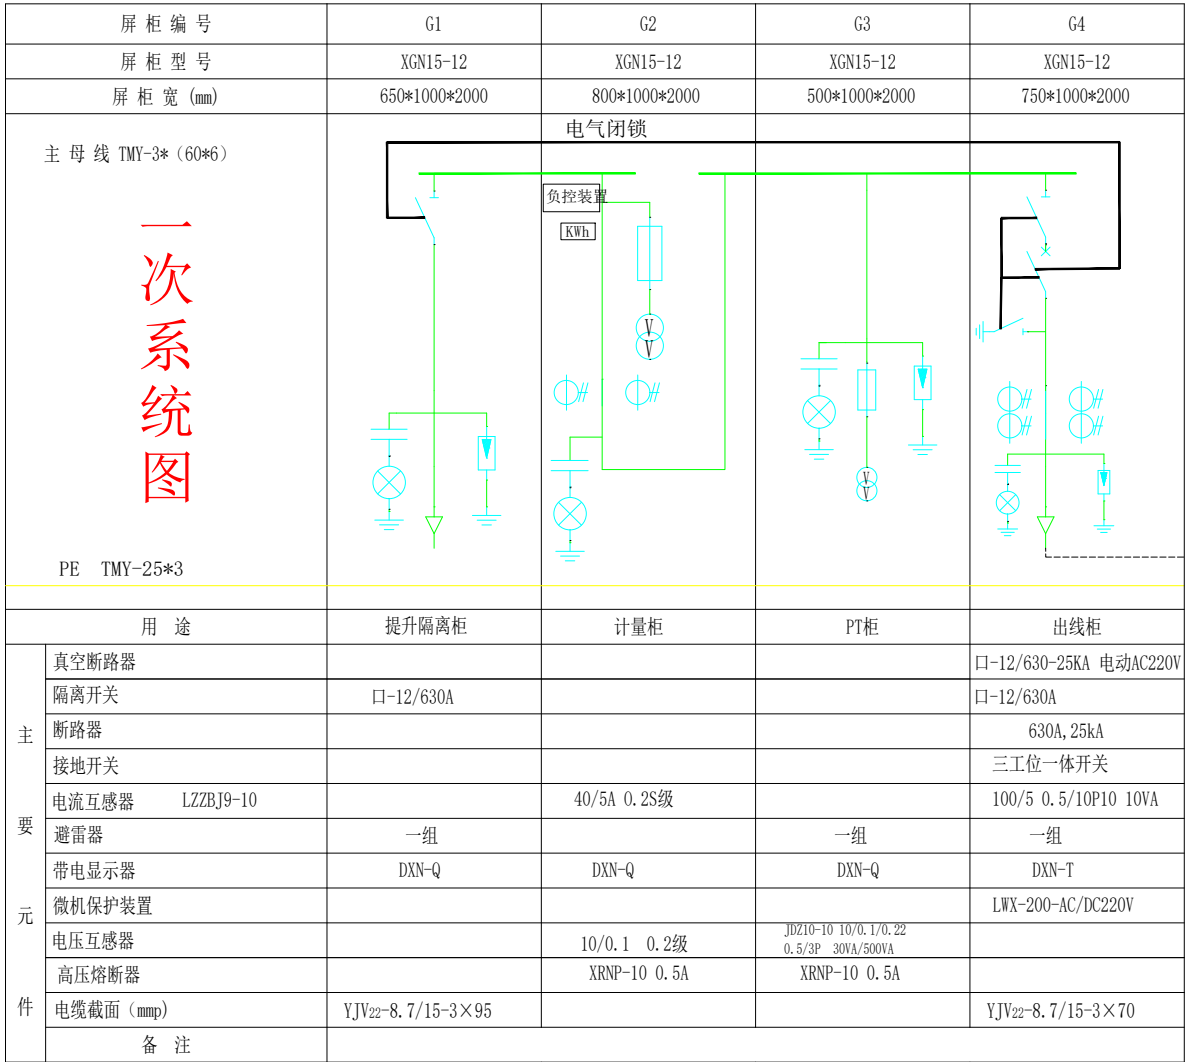 屏 柜 编 号 G1 G2 G3 G4
屏 柜 型 号 XGN15-12 XGN15-12 XGN15-12 XGN15-12
屏 柜 宽 (mm) 650*1000*2000 800*1000*2000 500*1000*2000 750*1000*2000
电气闭锁
主 母 线 TMY-3*（60*6）
负控装置
KWh
一次系统图
V
V
V
V
PE TMY-25*3
用 途 提升隔离柜 计量柜 PT柜 出线柜
主要元件
真空断路器 口-12/630-25KA 电动AC220V
隔离开关 口-12/630A 口-12/630A
断路器 630A,25kA
接地开关 三工位一体开关
电流互感器 LZZBJ9-10 40/5A 0.2S级 100/5 0.5/10P10 10VA
避雷器 一组 一组 一组
带电显示器 DXN-Q DXN-Q DXN-Q DXN-T
微机保护装置 LWX-200-AC/DC220V
电压互感器 10/0.1 0.2级 JDZ10-10 10/0.1/0.22
0.5/3P 30VA/500VA
高压熔断器 XRNP-10 0.5A XRNP-10 0.5A
电缆截面（mmp) YJV22-8.7/15-3×95 YJV22-8.7/15-3×70
备 注